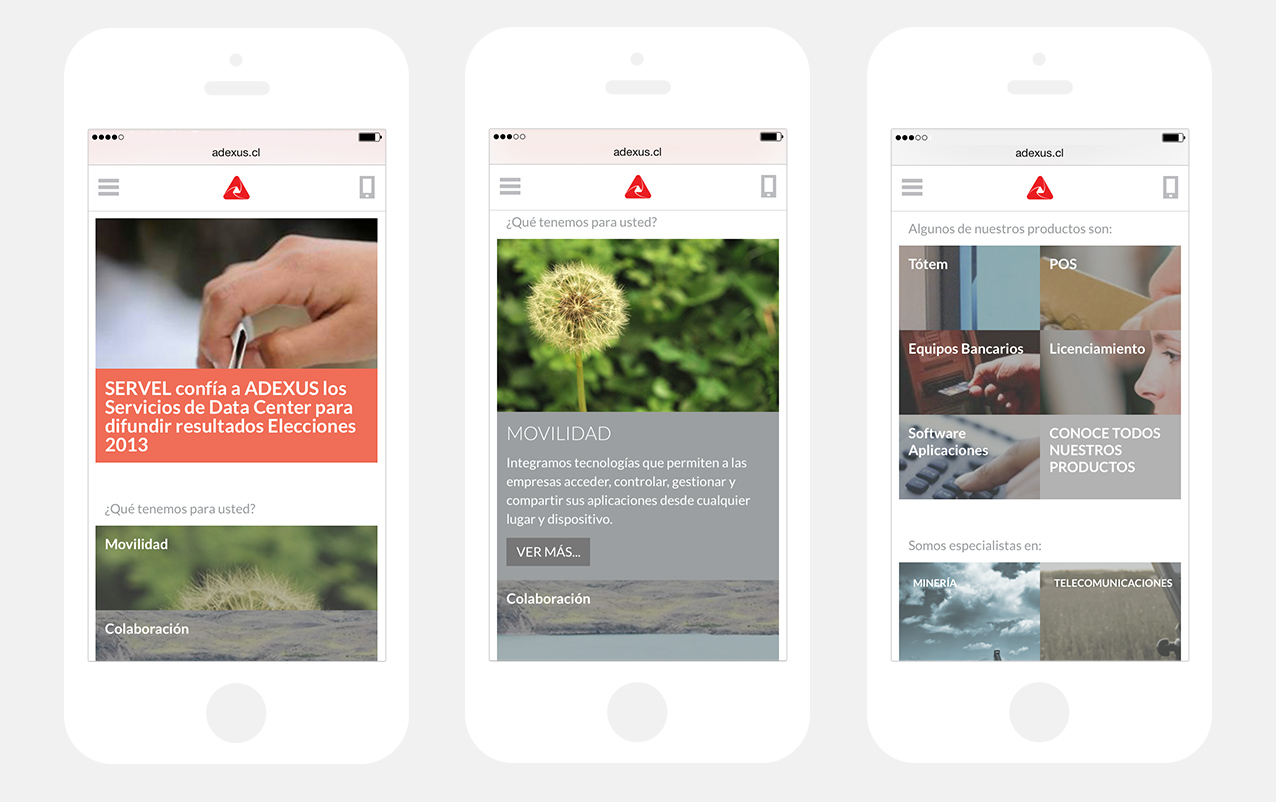 adexus.cl
SERVEL confía a ADEXUS los
Servicios de Data Center para
difundir resultados Elecciones
2013
¿Qué tenemos para usted?
Movilidad
Colaboración
adexus.cl
¿Qué tenemos para usted?
MOVILIDAD
Integramos tecnologías que permiten a las
empresas acceder, controlar, gestionar y
compartir sus aplicaciones desde cualquier
lugar y dispositivo.
VER MÁS...
Colaboración
adexus.cl
Algunos de nuestros productos son:
Tótem
POS
Equipos Bancarios
Licenciamiento
Software
Aplicaciones
CONOCE TODOS
NUESTROS
PRODUCTOS
Somos especialistas en:
MINERÍA
TELECOMUNICACIONES